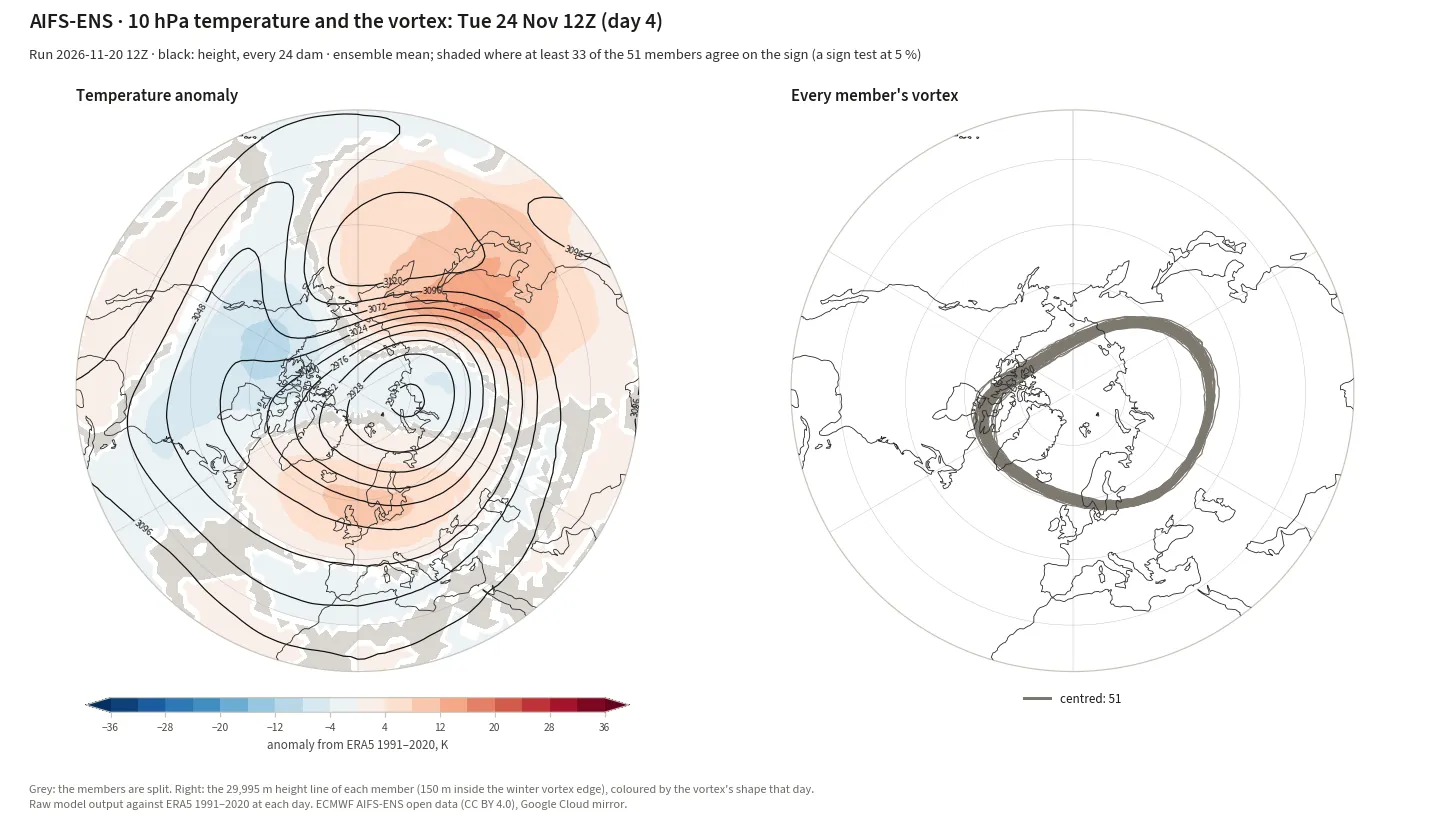 AIFS-ENS · 10 hPa temperature and the vortex: Tue 24 Nov 12Z (day 4)
Run 2026-11-20 12Z · black: height, every 24 dam · ensemble mean; shaded where at least 33 of the 51 members agree on the sign (a sign test at 5 %)
Temperature anomaly
Every member's vortex
3096
3120
3096
3072
3048
3024
2976
2928
3096
3096
centred: 51
−36 −28 −20 −12 −4 4 12 20 28 36
anomaly from ERA5 1991–2020, K
Grey: the members are split. Right: the 29,995 m height line of each member (150 m inside the winter vortex edge), coloured by the vortex's shape that day.
Raw model output against ERA5 1991–2020 at each day. ECMWF AIFS-ENS open data (CC BY 4.0), Google Cloud mirror.